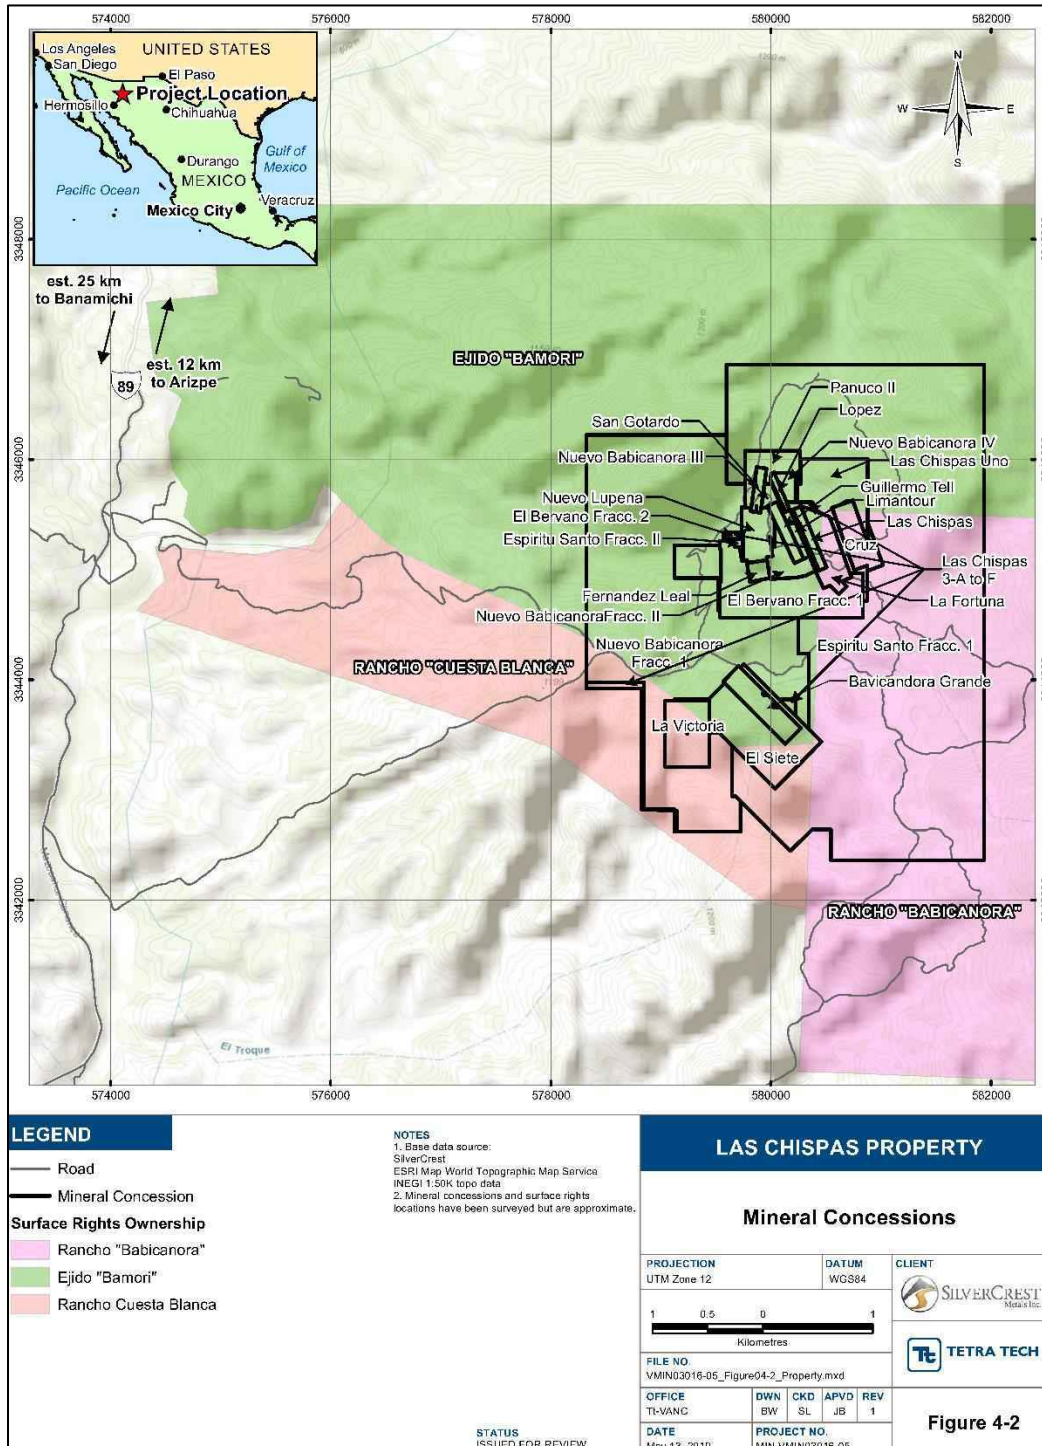 574000
576000
578000
580000
582000
Los Angeles
San Diego
UNITED STATES
El Paso
Project Location
Hermosillo
Chihuahua
Durango
Gulf of
Mexico
MEXICO
Pacific Ocean
Mexico City
Veracruz
N
W
E
S
1200 m
3348000
3346000
3344000
3342000
est. 25 km
to Banamichi
est. 12 km
to Arizpe
89
EJIDO "BAMORI"
Panuco II
Lopez
San Gotardo
Nuevo Babicanora IV
Nuevo Babicanora III
Las Chispas Uno
Guillermo Tell
Nuevo Lupena
Limantour
El Bervano Fracc. 2
Las Chispas
Espiritu Santo Fracc. II
Cruz
Las Chispas
3-A to F
Fernandez Leal
El Bervano Fracc. 1
La Fortuna
Nuevo BabicanoraFracc. II
Nuevo Babicanora
Fracc. 1
Espiritu Santo Fracc. 1
RANCHO "CUESTA BLANCA"
Bavicandora Grande
La Victoria
El Siete
RANCHO "BABICANORA"
1200 m
El Troque
574000
576000
578000
580000
582000
LEGEND
Road
Mineral Concession
Surface Rights Ownership
Rancho "Babicanora"
Ejido "Bamori"
Rancho Cuesta Blanca
NOTES
1. Base data source:
SilverCrest
ESRI Map World Topographic Map Service
INEGI 1:50K topo data
2. Mineral concessions and surface rights
locations have been surveyed but are approximate.
STATUS
ISSUED FOR REVIEW
LAS CHISPAS PROPERTY
Mineral Concessions
PROJECTION
UTM Zone 12
DATUM
WGS84
CLIENT
SILVERCREST
Metals Inc.
1 0.5 0 1
Kilometres
Tt TETRA TECH
FILE NO.
VMIN03016-05_Figure04-2_Property.mxd
OFFICE
Tt-VANC
DWN
BW
CKD
SL
APVD
JB
REV
1
DATE
PROJECT NO.
Figure 4-2